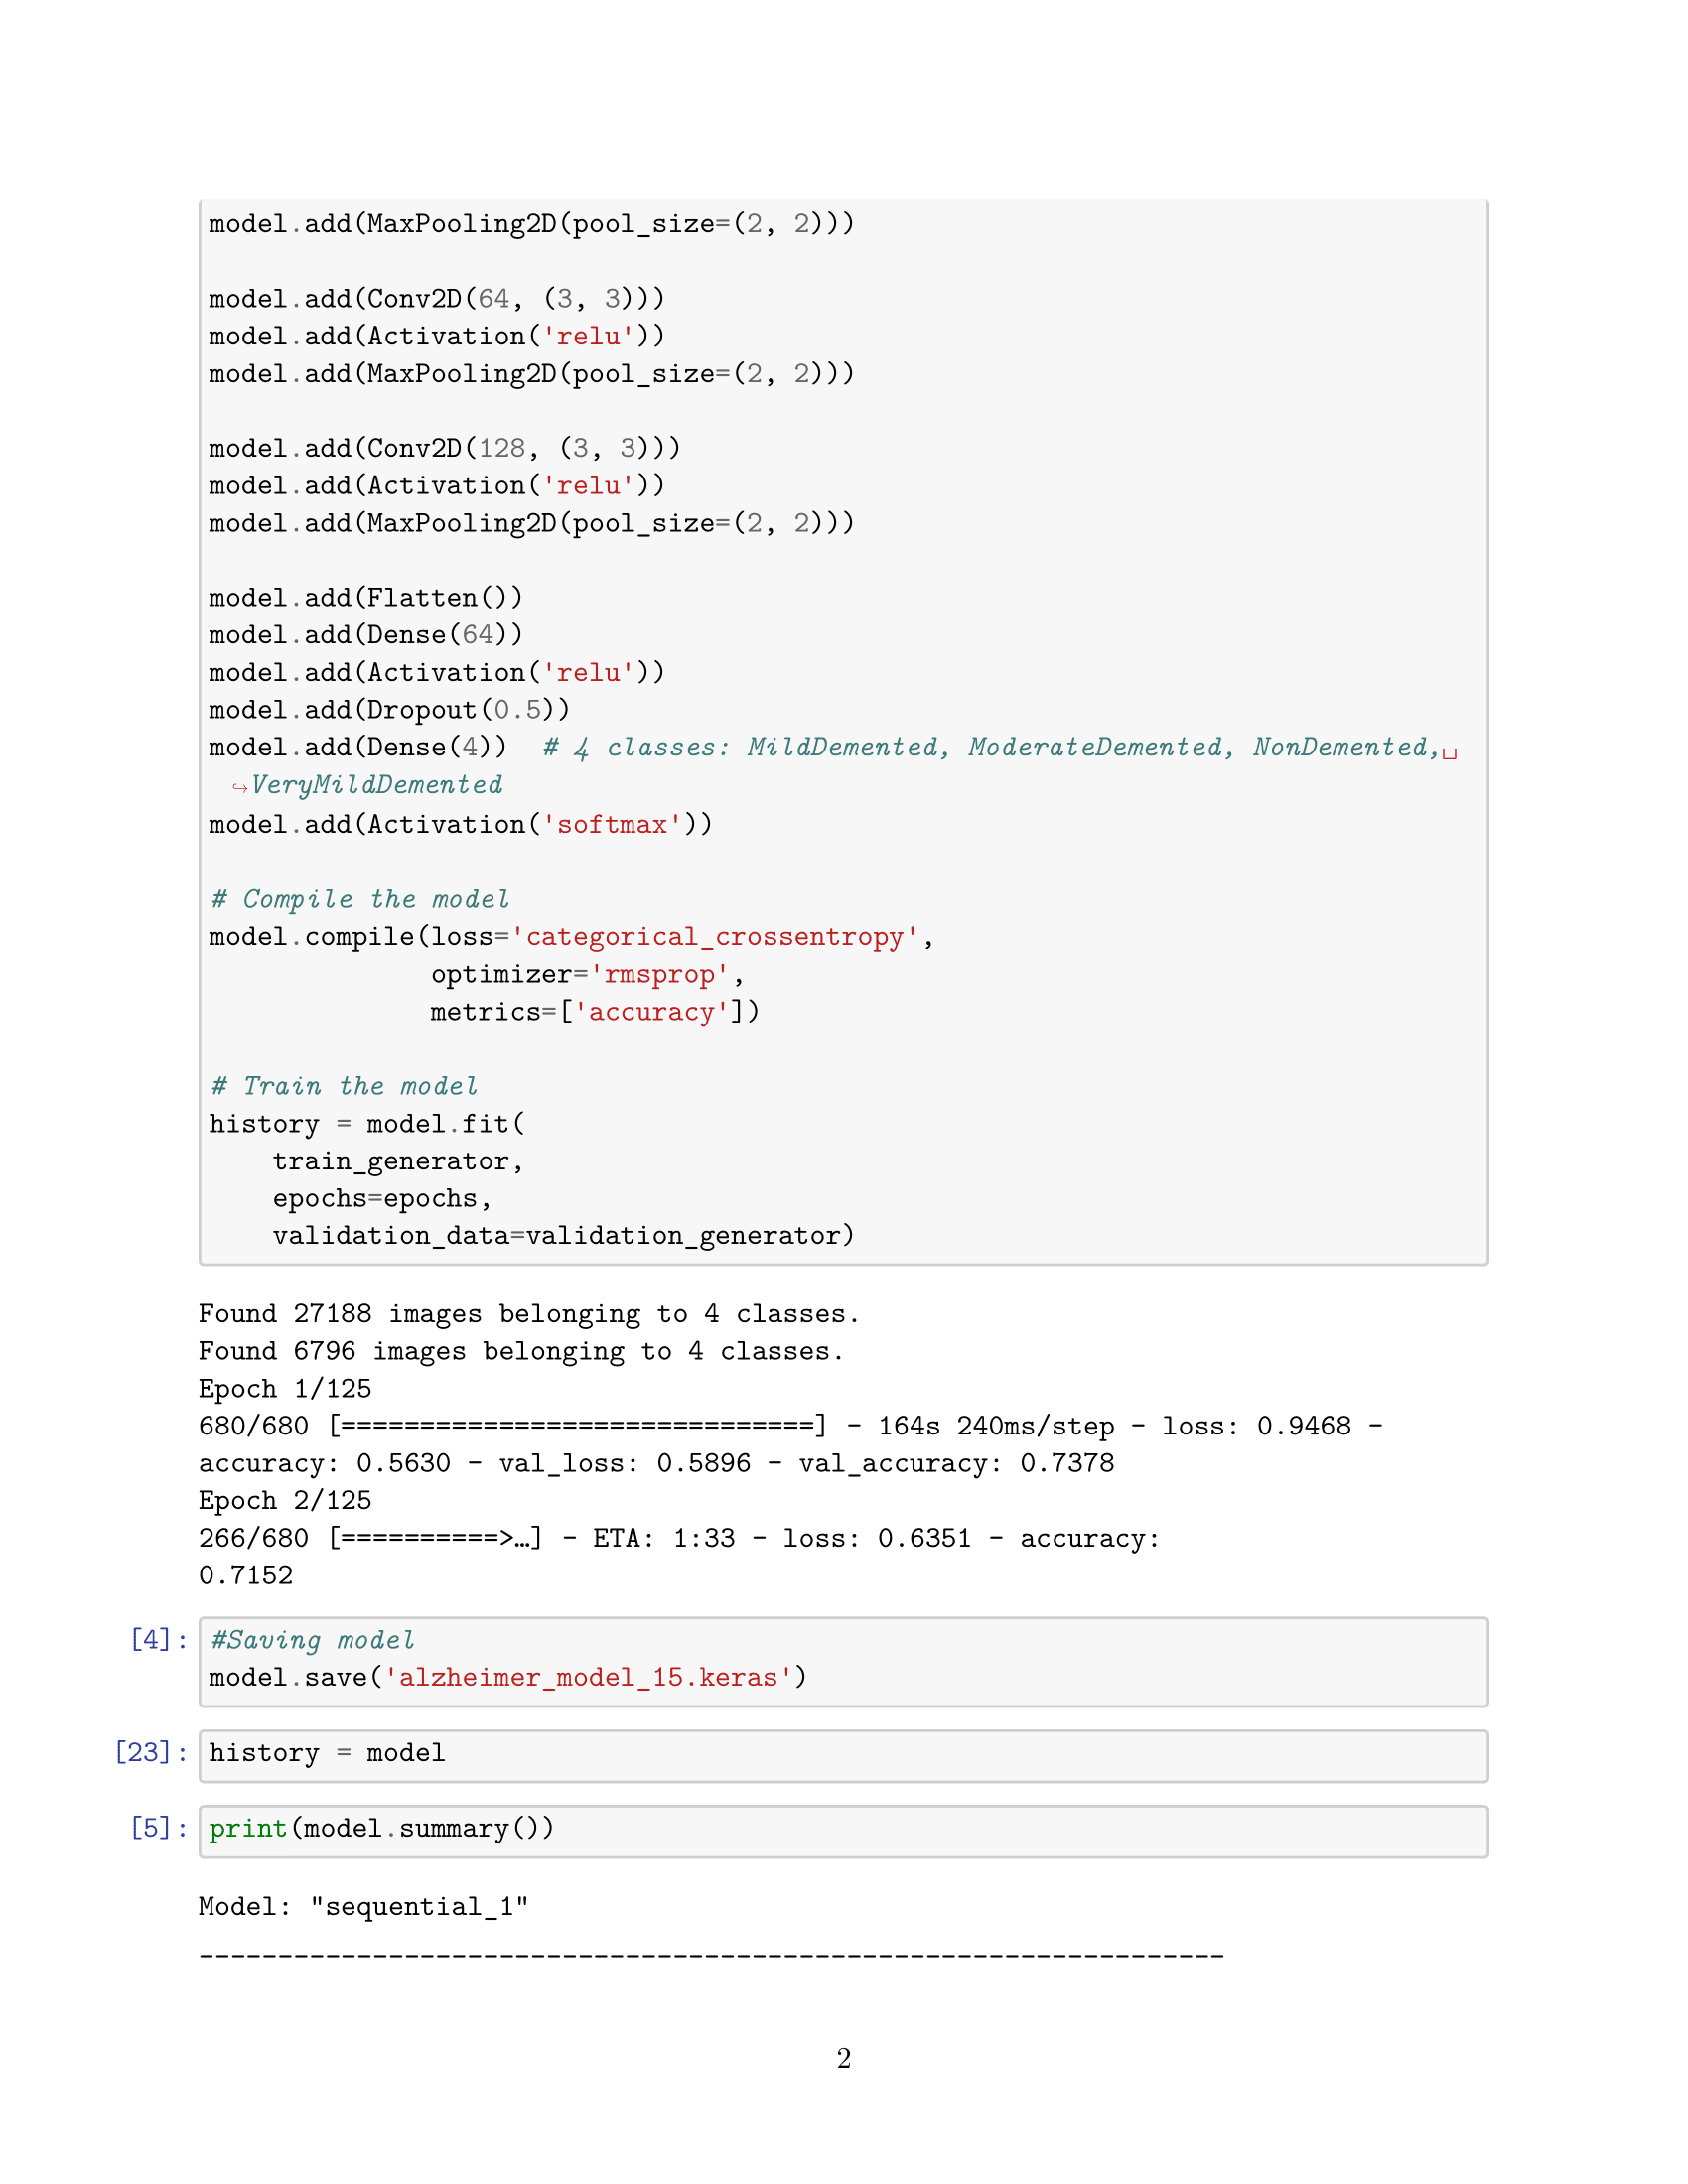 model.add(MaxPooling2D(pool_size=(2, 2)))
model.add(Conv2D(64, (3, 3)))
model.add(Activation('relu'))
model.add(MaxPooling2D(pool_size=(2, 2)))
model.add(Conv2D(128, (3, 3)))
model.add(Activation('relu'))
model.add(MaxPooling2D(pool_size=(2, 2)))
model.add(Flatten())
model.add(Dense(64))
model.add(Activation('relu'))
model.add(Dropout(0.5))
model.add(Dense(4))  # 4 classes: MildDemented, ModerateDemented, NonDemented,␣
↪VeryMildDemented
model.add(Activation('softmax'))
# Compile the model
model.compile(loss='categorical_crossentropy',
              optimizer='rmsprop',
              metrics=['accuracy'])
# Train the model
history = model.fit(
    train_generator,
    epochs=epochs,
    validation_data=validation_generator)
Found 27188 images belonging to 4 classes.
Found 6796 images belonging to 4 classes.
Epoch 1/125
680/680 [==============================] - 164s 240ms/step - loss: 0.9468 -
accuracy: 0.5630 - val_loss: 0.5896 - val_accuracy: 0.7378
Epoch 2/125
266/680 [==========>…] - ETA: 1:33 - loss: 0.6351 - accuracy:
0.7152
[4]: #Saving model
model.save('alzheimer_model_15.keras')
[23]: history = model
[5]: print(model.summary())
Model: "sequential_1"
_________________________________________________________________
2